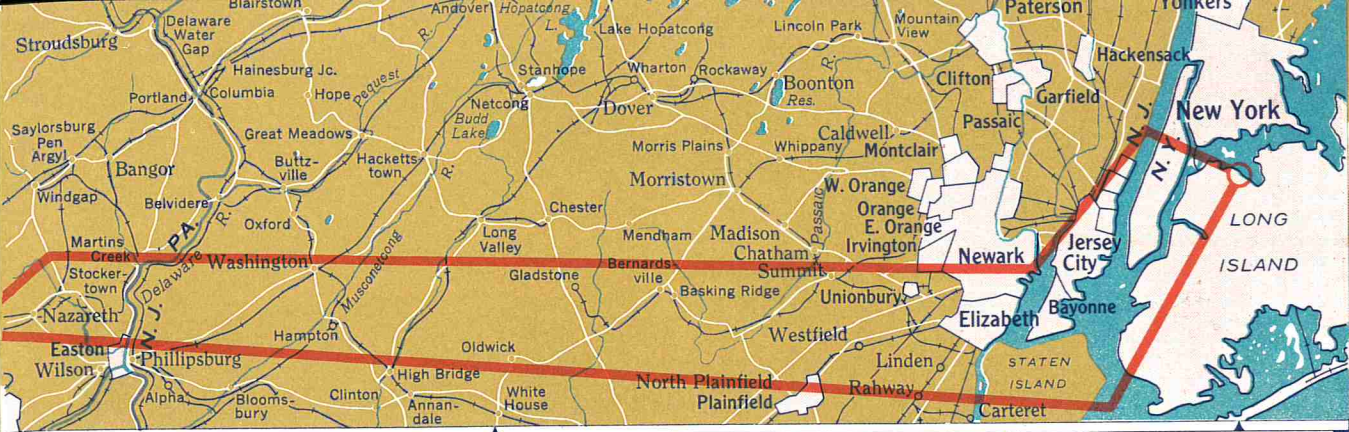 Blairstown
Andover
Hopatcong
L.
Lake Hopatcong
Lincoln Park
Mountain
View
Paterson
Yonkers
Delaware
Water
Gap
Stroudsburg
Hainesburg Jc.
R.
Stanhope
Wharton
Rockaway
Boonton
Res.
R.
Clifton
Hackensack
Garfield
Portland
Columbia
Hope
Pequest
Netcong
Budd
Lake
Dover
Passaic
N. J.
New York
Saylorsburg
Pen
Argyl
Bangor
Great Meadows
Buttz-
ville
Hacketts-
town
R.
Morris Plains
Whippany
Caldwell
Montclair
N. Y.
Windgap
Belvidere
R.
Oxford
Morristown
W. Orange
Orange
E. Orange
Irvington
Passaic
Chester
Long
Valley
Mendham
Madison
Chatham
Summit
LONG
ISLAND
PA.
Martins
Creek
Stocker-
town
Delaware
Washington
Musconetcong
Gladstone
Bernards-
ville
Basking Ridge
Unionbury
Newark
Jersey
City
Nazareth
N. J.
Hampton
Elizabeth
Bayonne
Easton
Wilson
Phillipsburg
Oldwick
Westfield
Linden
STATEN
ISLAND
Alpha
Blooms-
bury
Clinton
High Bridge
Annan-
dale
White
House
North Plainfield
Plainfield
Rahway
Carteret